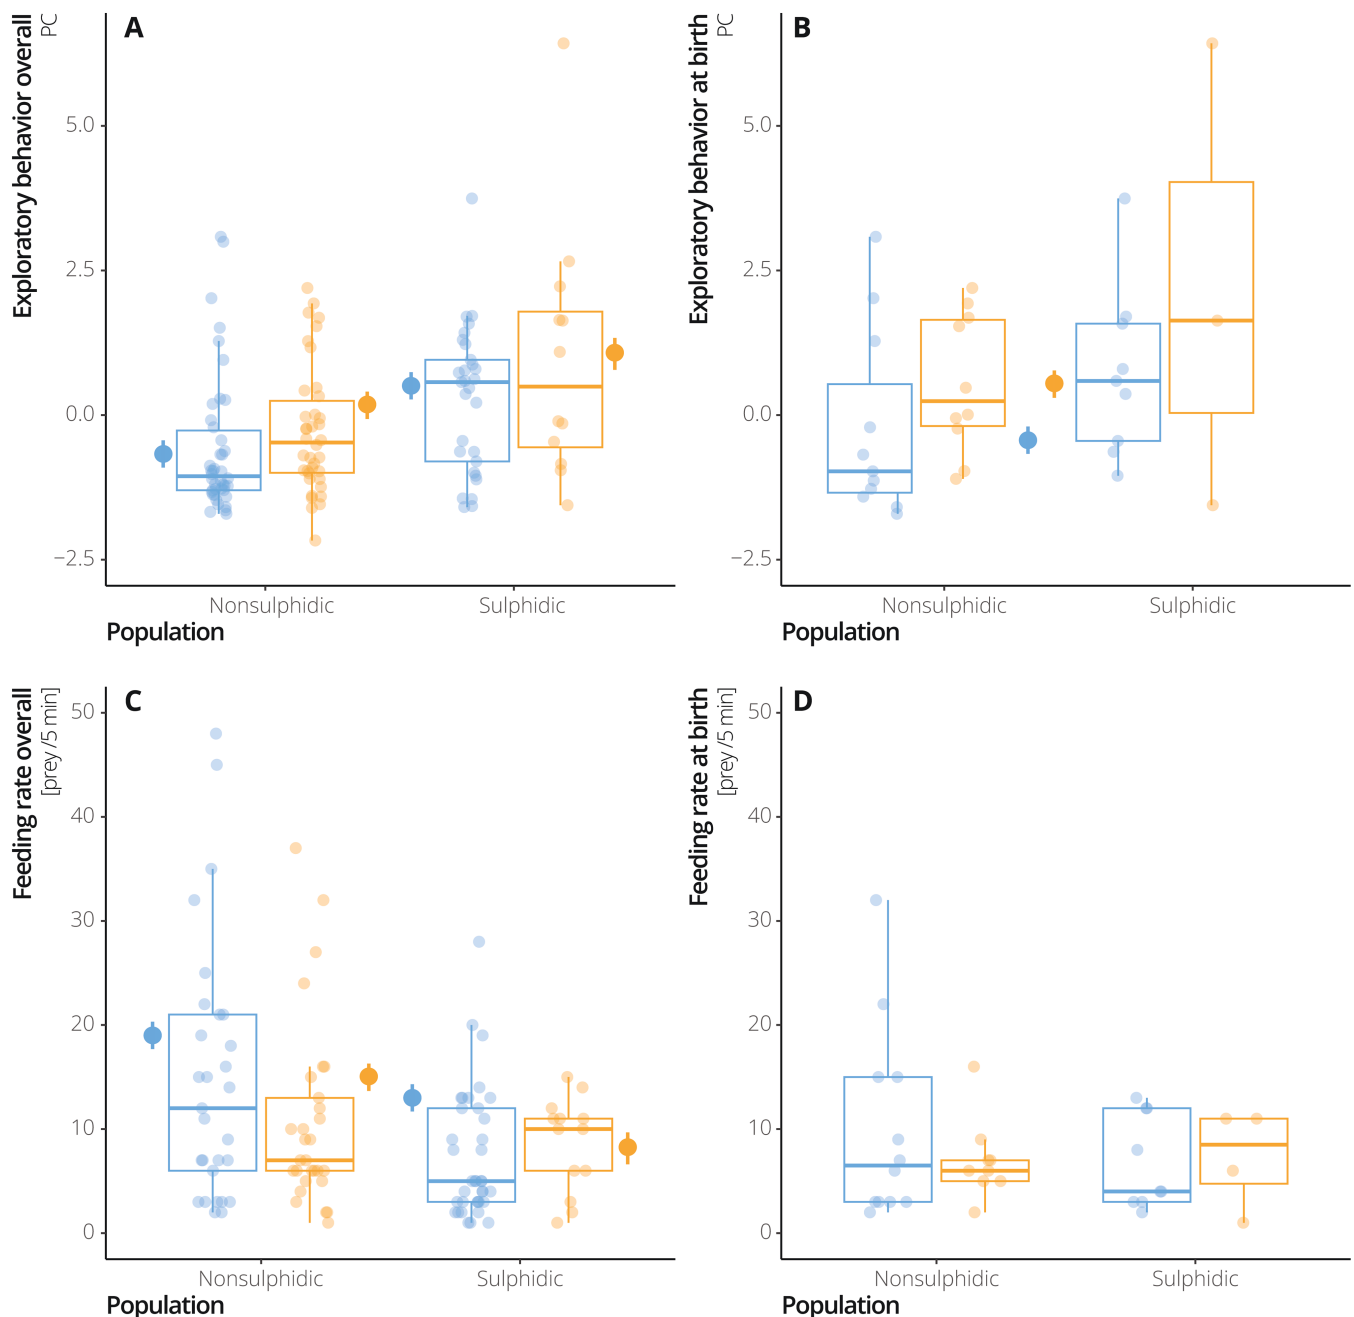 A
Exploratory behavior overall
PC
5.0
2.5
0.0
−2.5
Nonsulphidic
Sulphidic
Population
B
Exploratory behavior at birth
PC
5.0
2.5
0.0
−2.5
Nonsulphidic
Sulphidic
Population
C
Feeding rate overall
[prey /5 min]
50
40
30
20
10
0
Nonsulphidic
Sulphidic
Population
D
Feeding rate at birth
[prey /5 min]
50
40
30
20
10
0
Nonsulphidic
Sulphidic
Population